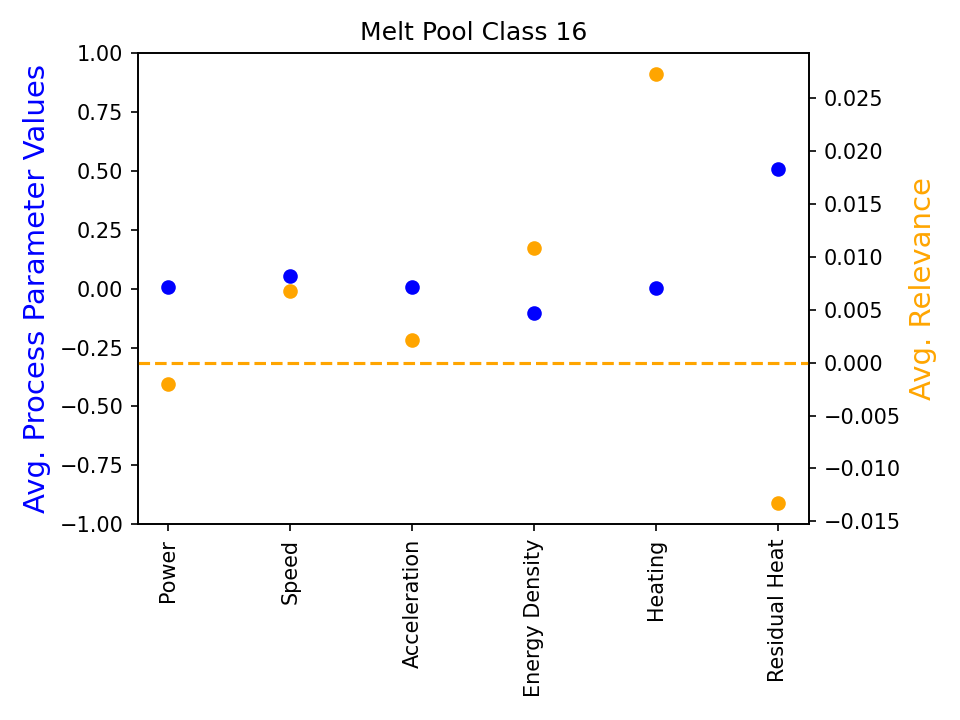 Melt Pool Class 16
Avg. Process Parameter Values
1.00
0.75
0.50
0.25
0.00
−0.25
−0.50
−0.75
−1.00
0.025
0.020
0.015
0.010
0.005
0.000
−0.005
−0.010
−0.015
Avg. Relevance
Power
Speed
Acceleration
Energy Density
Heating
Residual Heat